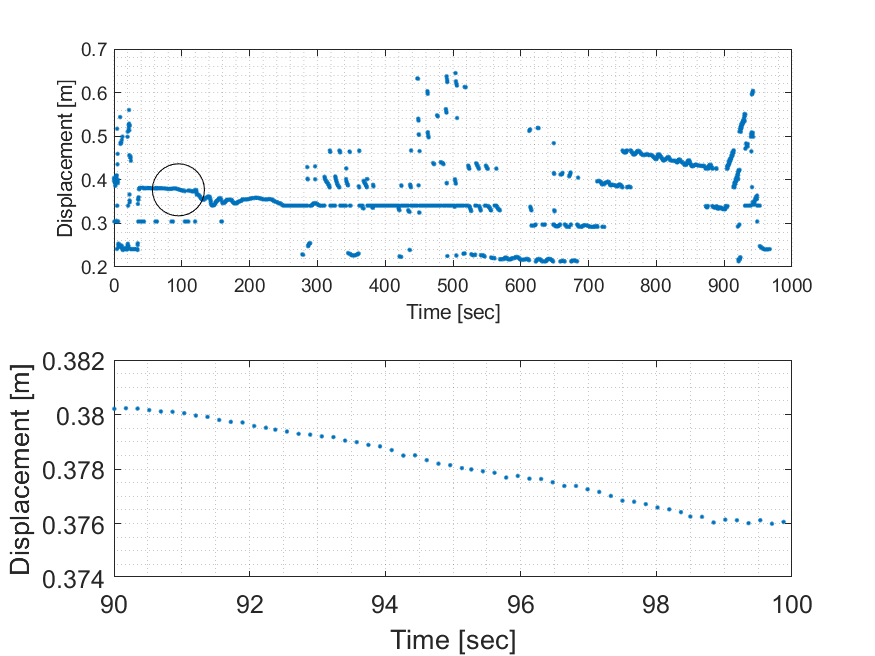 0.7
0.6
0.5
0.4
0.3
0.2
Displacement [m]
0 100 200 300 400 500 600 700 800 900 1000
Time [sec]
0.382
0.38
0.378
0.376
0.374
Displacement [m]
90 92 94 96 98 100
Time [sec]